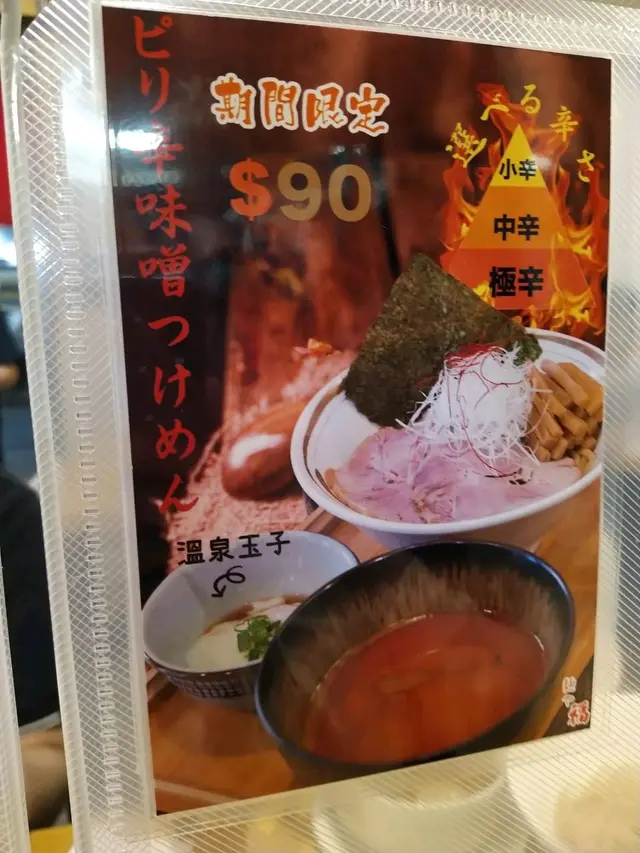 ピリ辛味噌つけめん
期間限定
$90
選べる辛さ
小辛
中辛
極辛
溫泉玉子
福